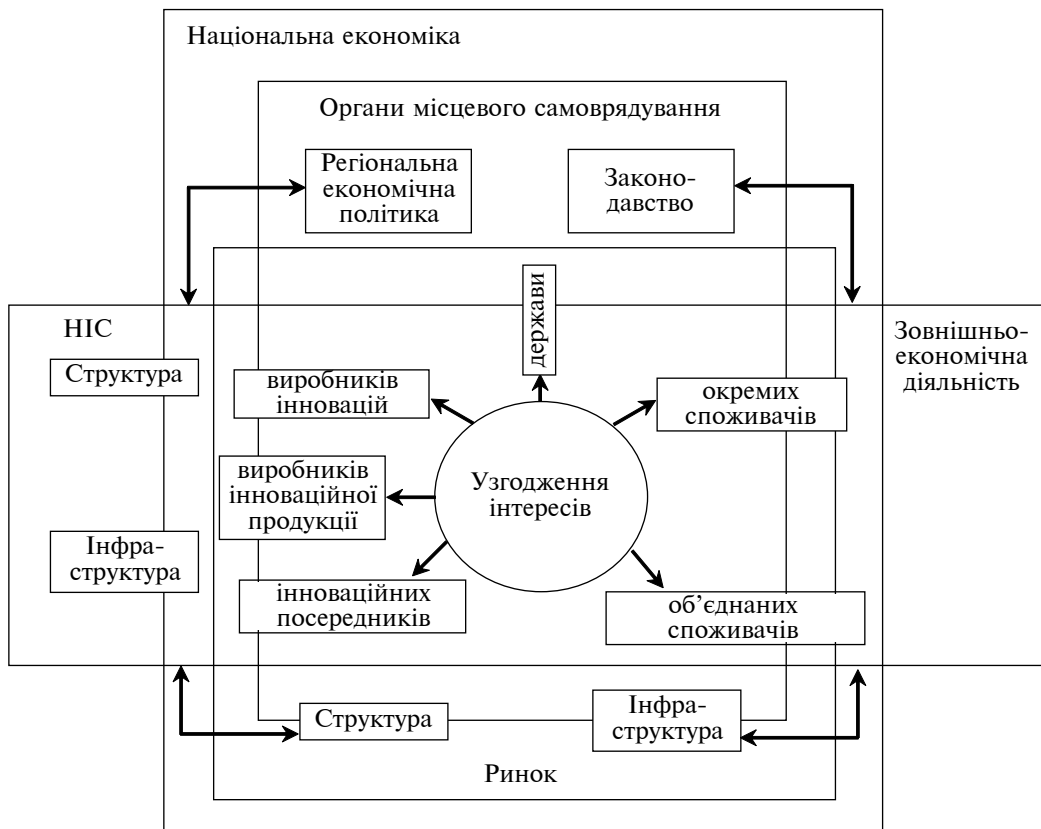 Національна економіка
Органи місцевого самоврядування
Регіональна
економічна
політика
Законо-
давство
держави
НІС
Зовнішньо-
економічна
діяльність
Структура
виробників
інновацій
окремих
споживачів
виробників
інноваційної
продукції
Узгодження
інтересів
Інфра-
структура
інноваційних
посередників
об’єднаних
споживачів
Структура
Інфра-
структура
Ринок